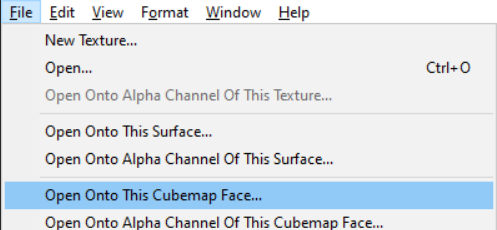 File Edit View Format Window Help
New Texture...
Open... Ctrl+O
Open Onto Alpha Channel Of This Texture...
Open Onto This Surface...
Open Onto Alpha Channel Of This Surface...
Open Onto This Cubemap Face...
Open Onto Alpha Channel Of This Cubemap Face...